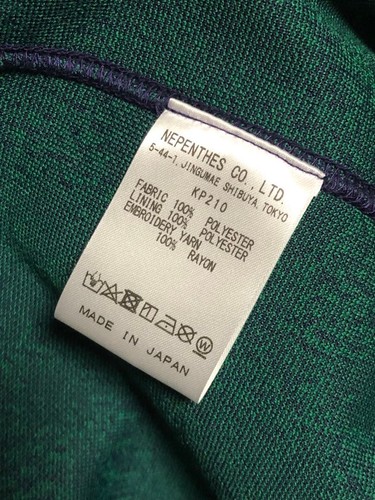 NEPENTHES CO., LTD.
5-44-1, JINGUMAE SHIBUYA, TOKYO
KP210
FABRIC 100% POLYESTER
LINING 100% POLYESTER
EMBROIDERY YARN
100% RAYON
MADE IN JAPAN